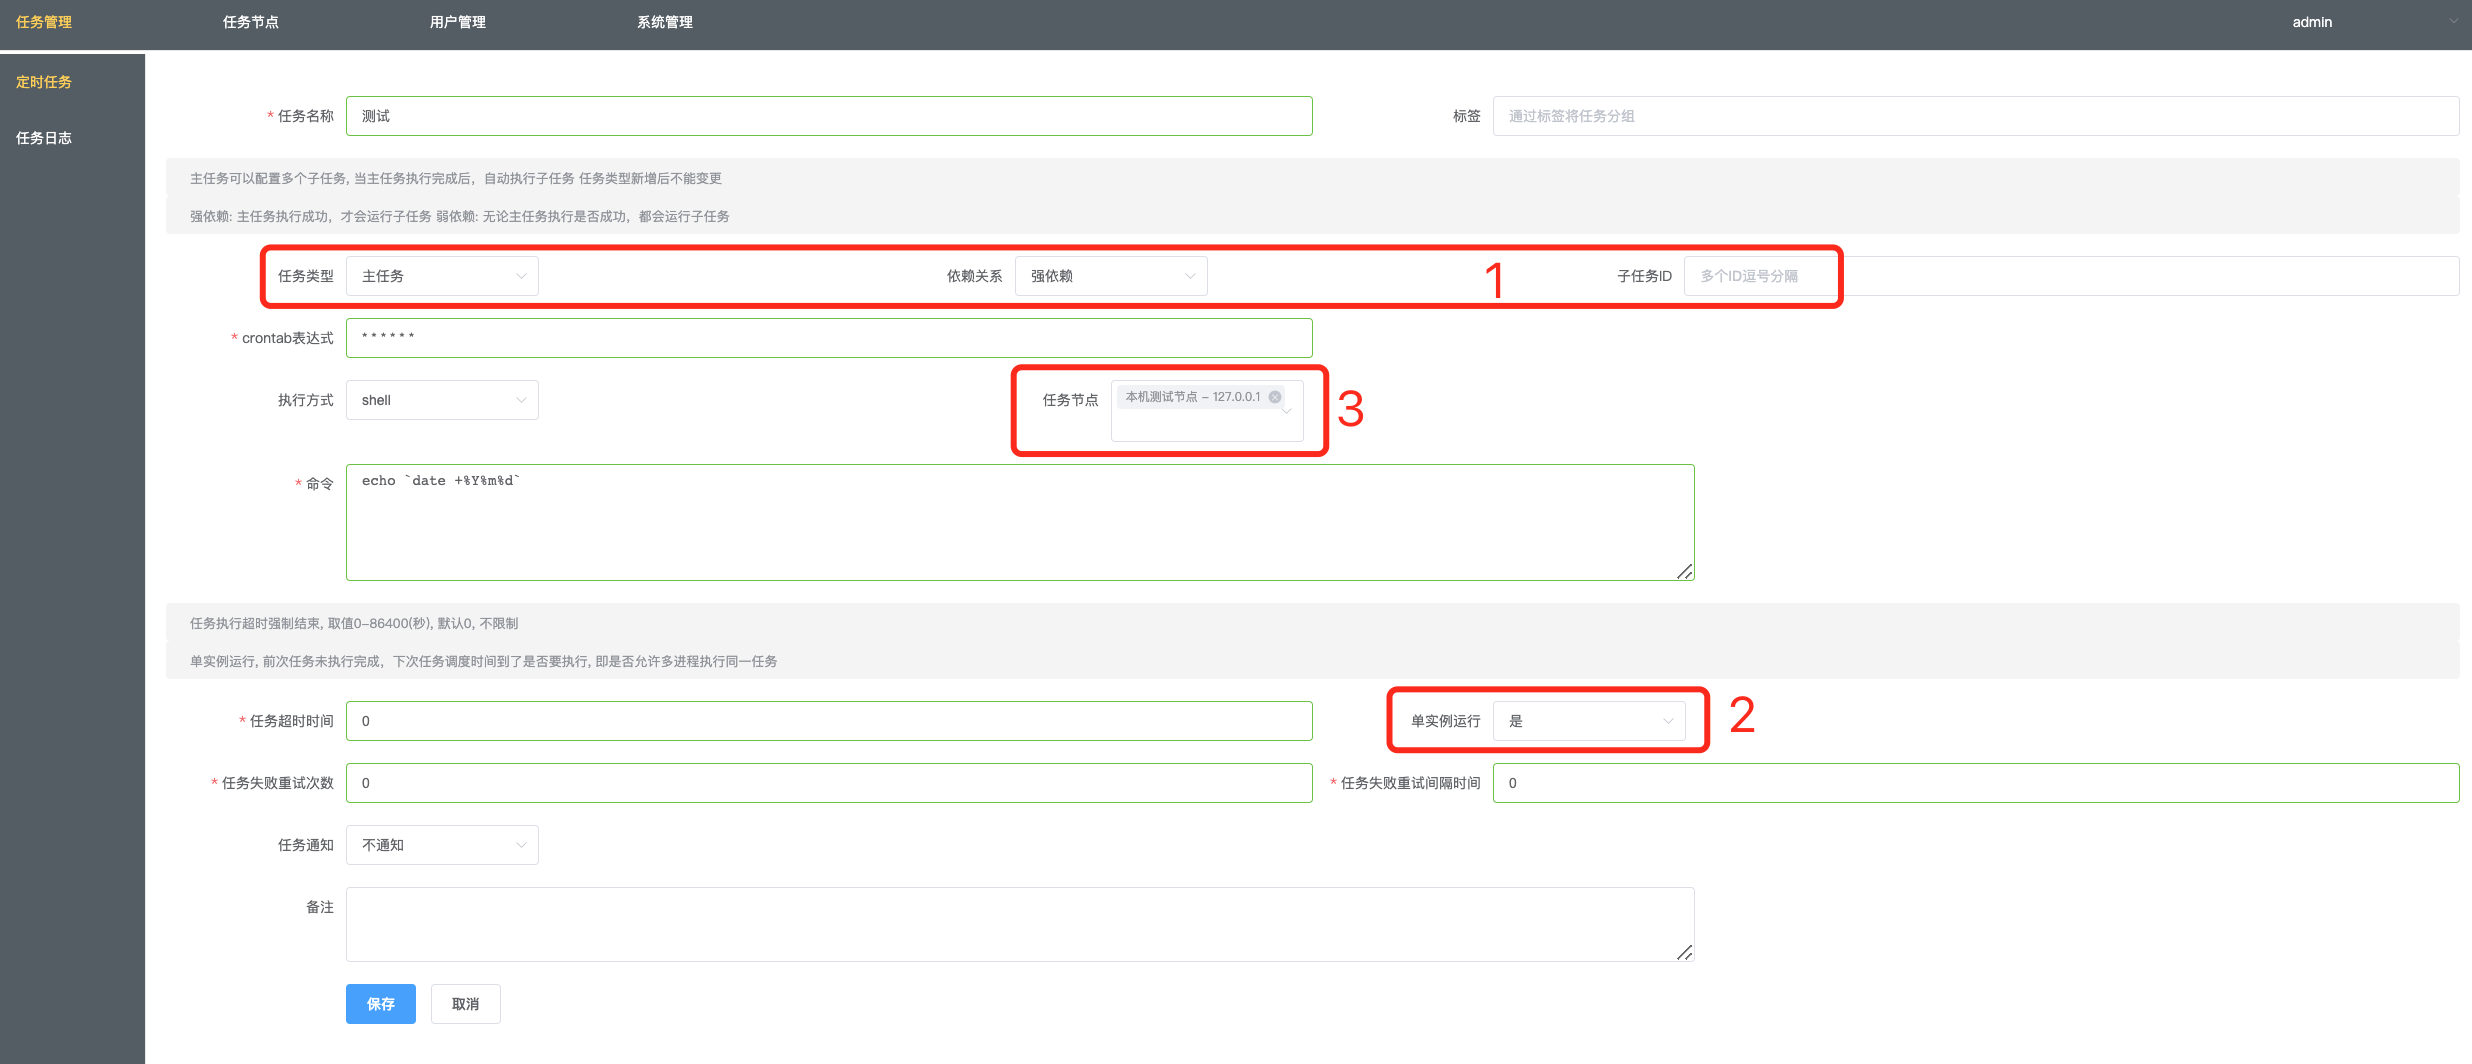 任务管理 任务节点 用户管理 系统管理 admin
定时任务
任务日志
* 任务名称 测试 标签 通过标签将任务分组
主任务可以配置多个子任务, 当主任务执行完成后，自动执行子任务 任务类型新增后不能变更
强依赖: 主任务执行成功，才会运行子任务 弱依赖: 无论主任务执行是否成功，都会运行子任务
任务类型 主任务 依赖关系 强依赖 1 子任务ID 多个ID逗号分隔
* crontab表达式 * * * * * *
执行方式 shell 任务节点 本机测试节点 - 127.0.0.1 3
* 命令 echo `date +%Y%m%d`
任务执行超时强制结束, 取值0-86400(秒), 默认0, 不限制
单实例运行, 前次任务未执行完成，下次任务调度时间到了是否要执行, 即是否允许多进程执行同一任务
* 任务超时时间 0 单实例运行 是 2
* 任务失败重试次数 0 * 任务失败重试间隔时间 0
任务通知 不通知
备注
保存 取消